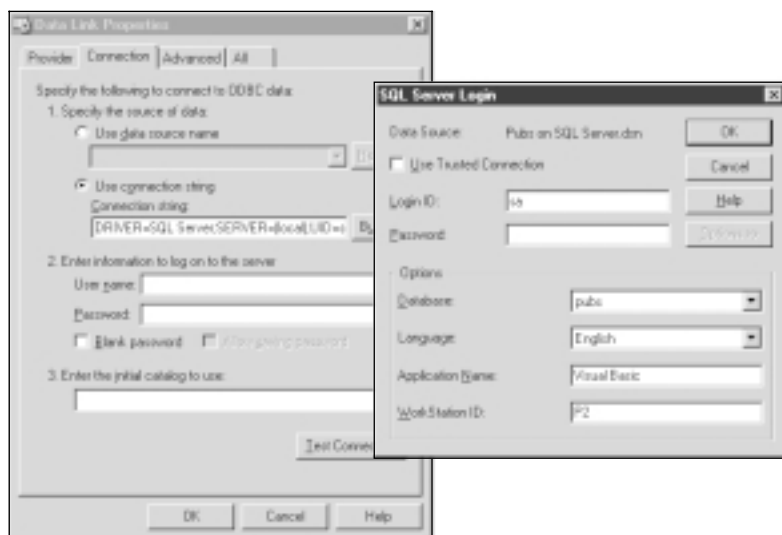 Data Link Properties
Provider Connection Advanced All
Specify the following to connect to ODBC data:
1. Specify the source of data:
Use data source name
Use connection string
Connection string:
DRIVER=SQL Server;SERVER=(local);UID=s
2. Enter information to log on to the server
User name:
Password:
Blank password Allow saving password
3. Enter the initial catalog to use:
Test Connec
OK Cancel Help
SQL Server Login
Data Source: Pubs on SQL Server.dsn
OK
Use Trusted Connection
Cancel
Login ID: sa
Help
Password:
Options >>
Options
Database: pubs
Language: English
Application Name: Visual Basic
WorkStation ID: P2